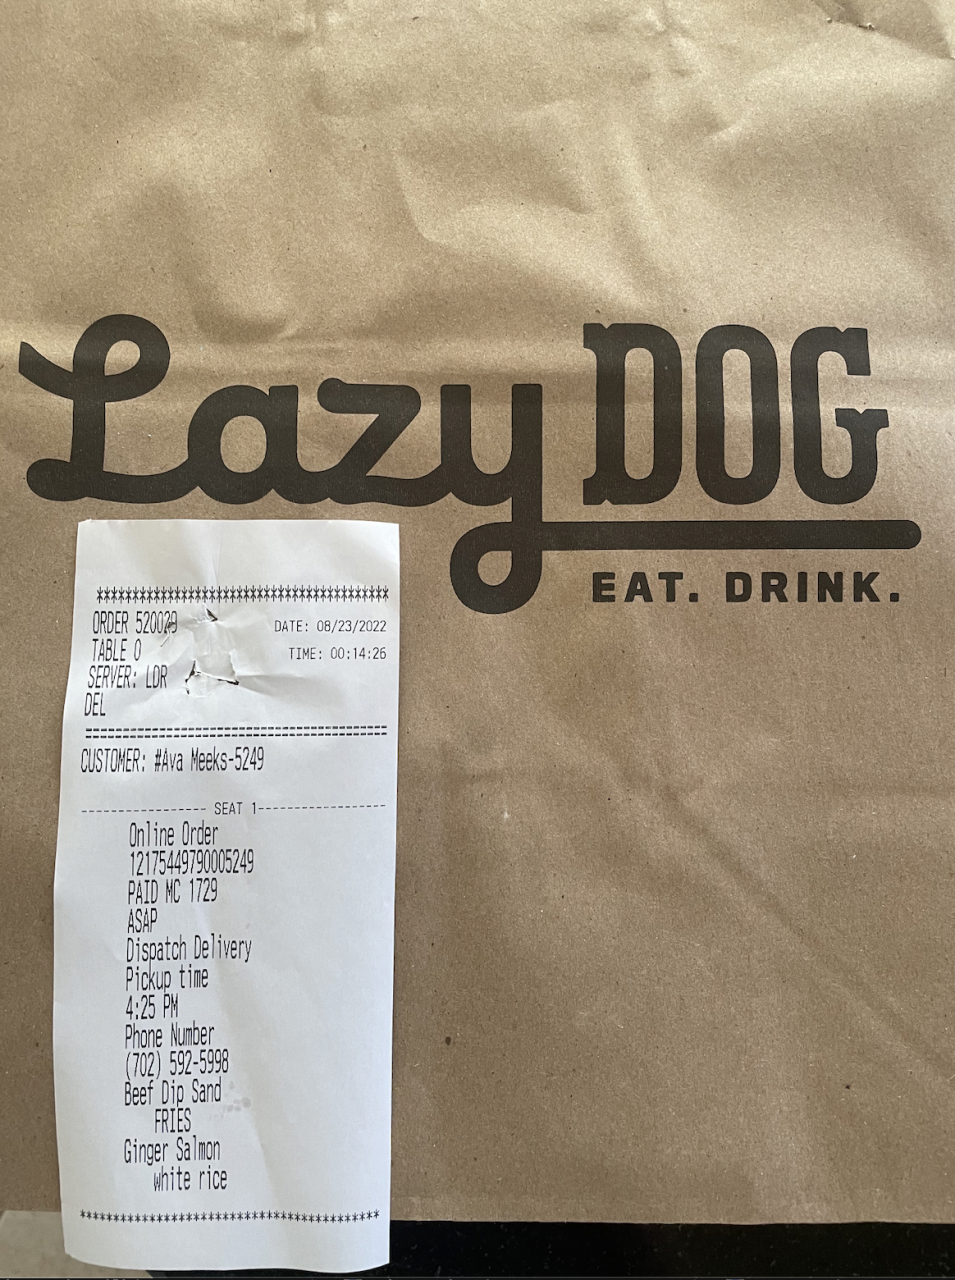 Lazy DOG
EAT. DRINK.
************************************
ORDER 520029
DATE: 08/23/2022
TABLE 0
TIME: 00:14:26
SERVER: LDR
DEL
========================================
CUSTOMER: #Ava Meeks-5249
------------------ SEAT 1------------------
Online Order
12175449790005249
PAID MC 1729
ASAP
Dispatch Delivery
Pickup time
4:25 PM
Phone Number
(702) 592-5998
Beef Dip Sand
FRIES
Ginger Salmon
white rice
************************************